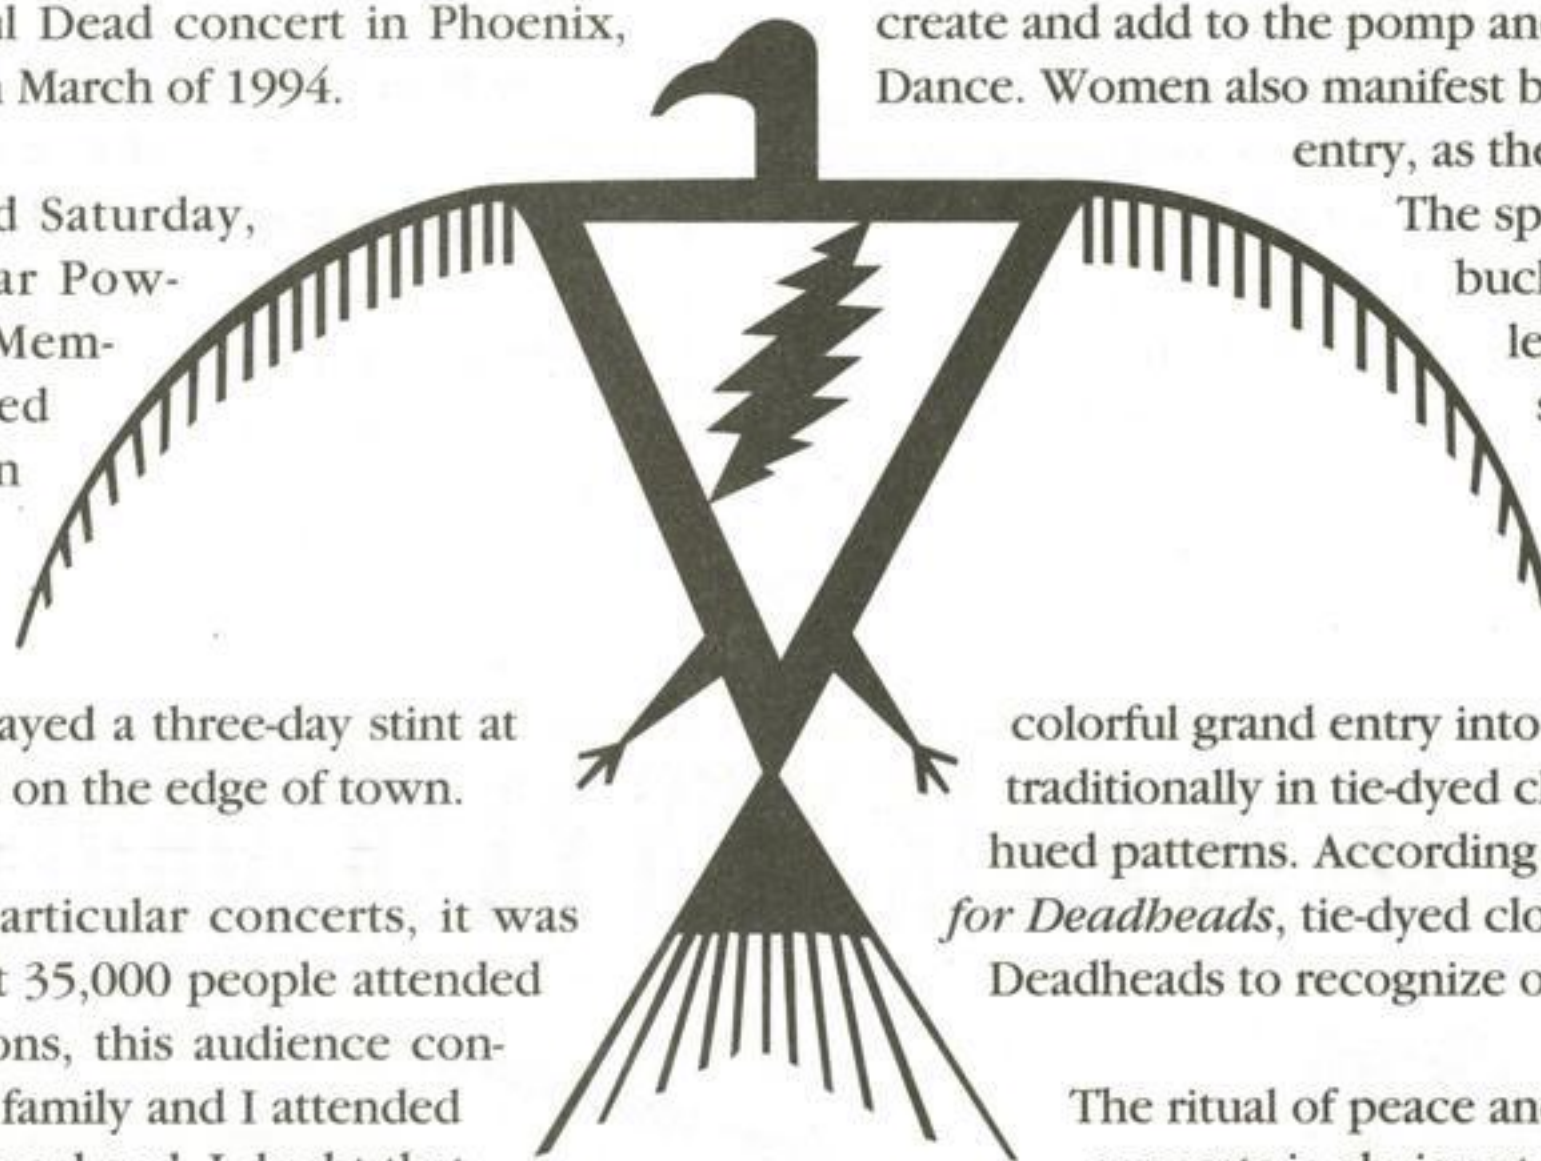 Dead concert in Phoenix,
March of 1994.
Saturday,
Pow-
Mem-
ed
n
ayed a three-day stint at
on the edge of town.
articular concerts, it was
35,000 people attended
ons, this audience con-
family and I attended
create and add to the pomp an
Dance. Women also manifest b
entry, as the
The sp
buck
le
s
colorful grand entry into
traditionally in tie-dyed cl
hued patterns. According
for Deadheads, tie-dyed clo
Deadheads to recognize o
The ritual of peace an